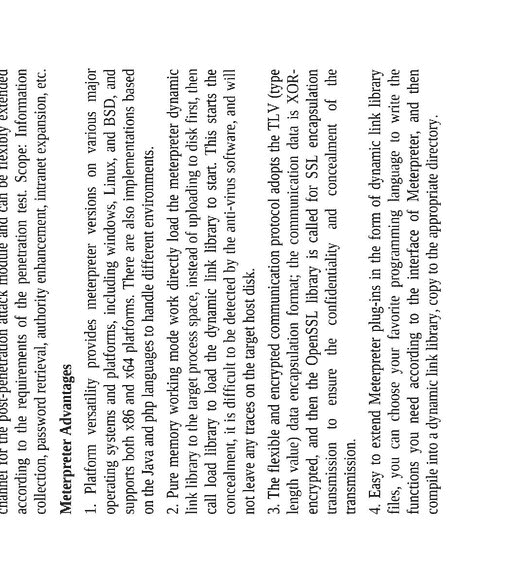 channel for the post-penetration attack module and can be flexibly extended
according to the requirements of the penetration test. Scope: Information
collection, password retrieval, authority enhancement, intranet expansion, etc.
Meterpreter Advantages
1. Platform versatility provides meterpreter versions on various major
operating systems and platforms, including windows, Linux, and BSD, and
supports both x86 and x64 platforms. There are also implementations based
on the Java and php languages to handle different environments.
2. Pure memory working mode work directly load the meterpreter dynamic
link library to the target process space, instead of uploading to disk first, then
call load library to load the dynamic link library to start. This starts the
concealment, it is difficult to be detected by the anti-virus software, and will
not leave any traces on the target host disk.
3. The flexible and encrypted communication protocol adopts the TLV (type
length value) data encapsulation format; the communication data is XOR-
encrypted, and then the OpenSSL library is called for SSL encapsulation
transmission to ensure the confidentiality and concealment of the
transmission.
4. Easy to extend Meterpreter plug-ins in the form of dynamic link library
files, you can choose your favorite programming language to write the
functions you need according to the interface of Meterpreter, and then
compile into a dynamic link library, copy to the appropriate directory.